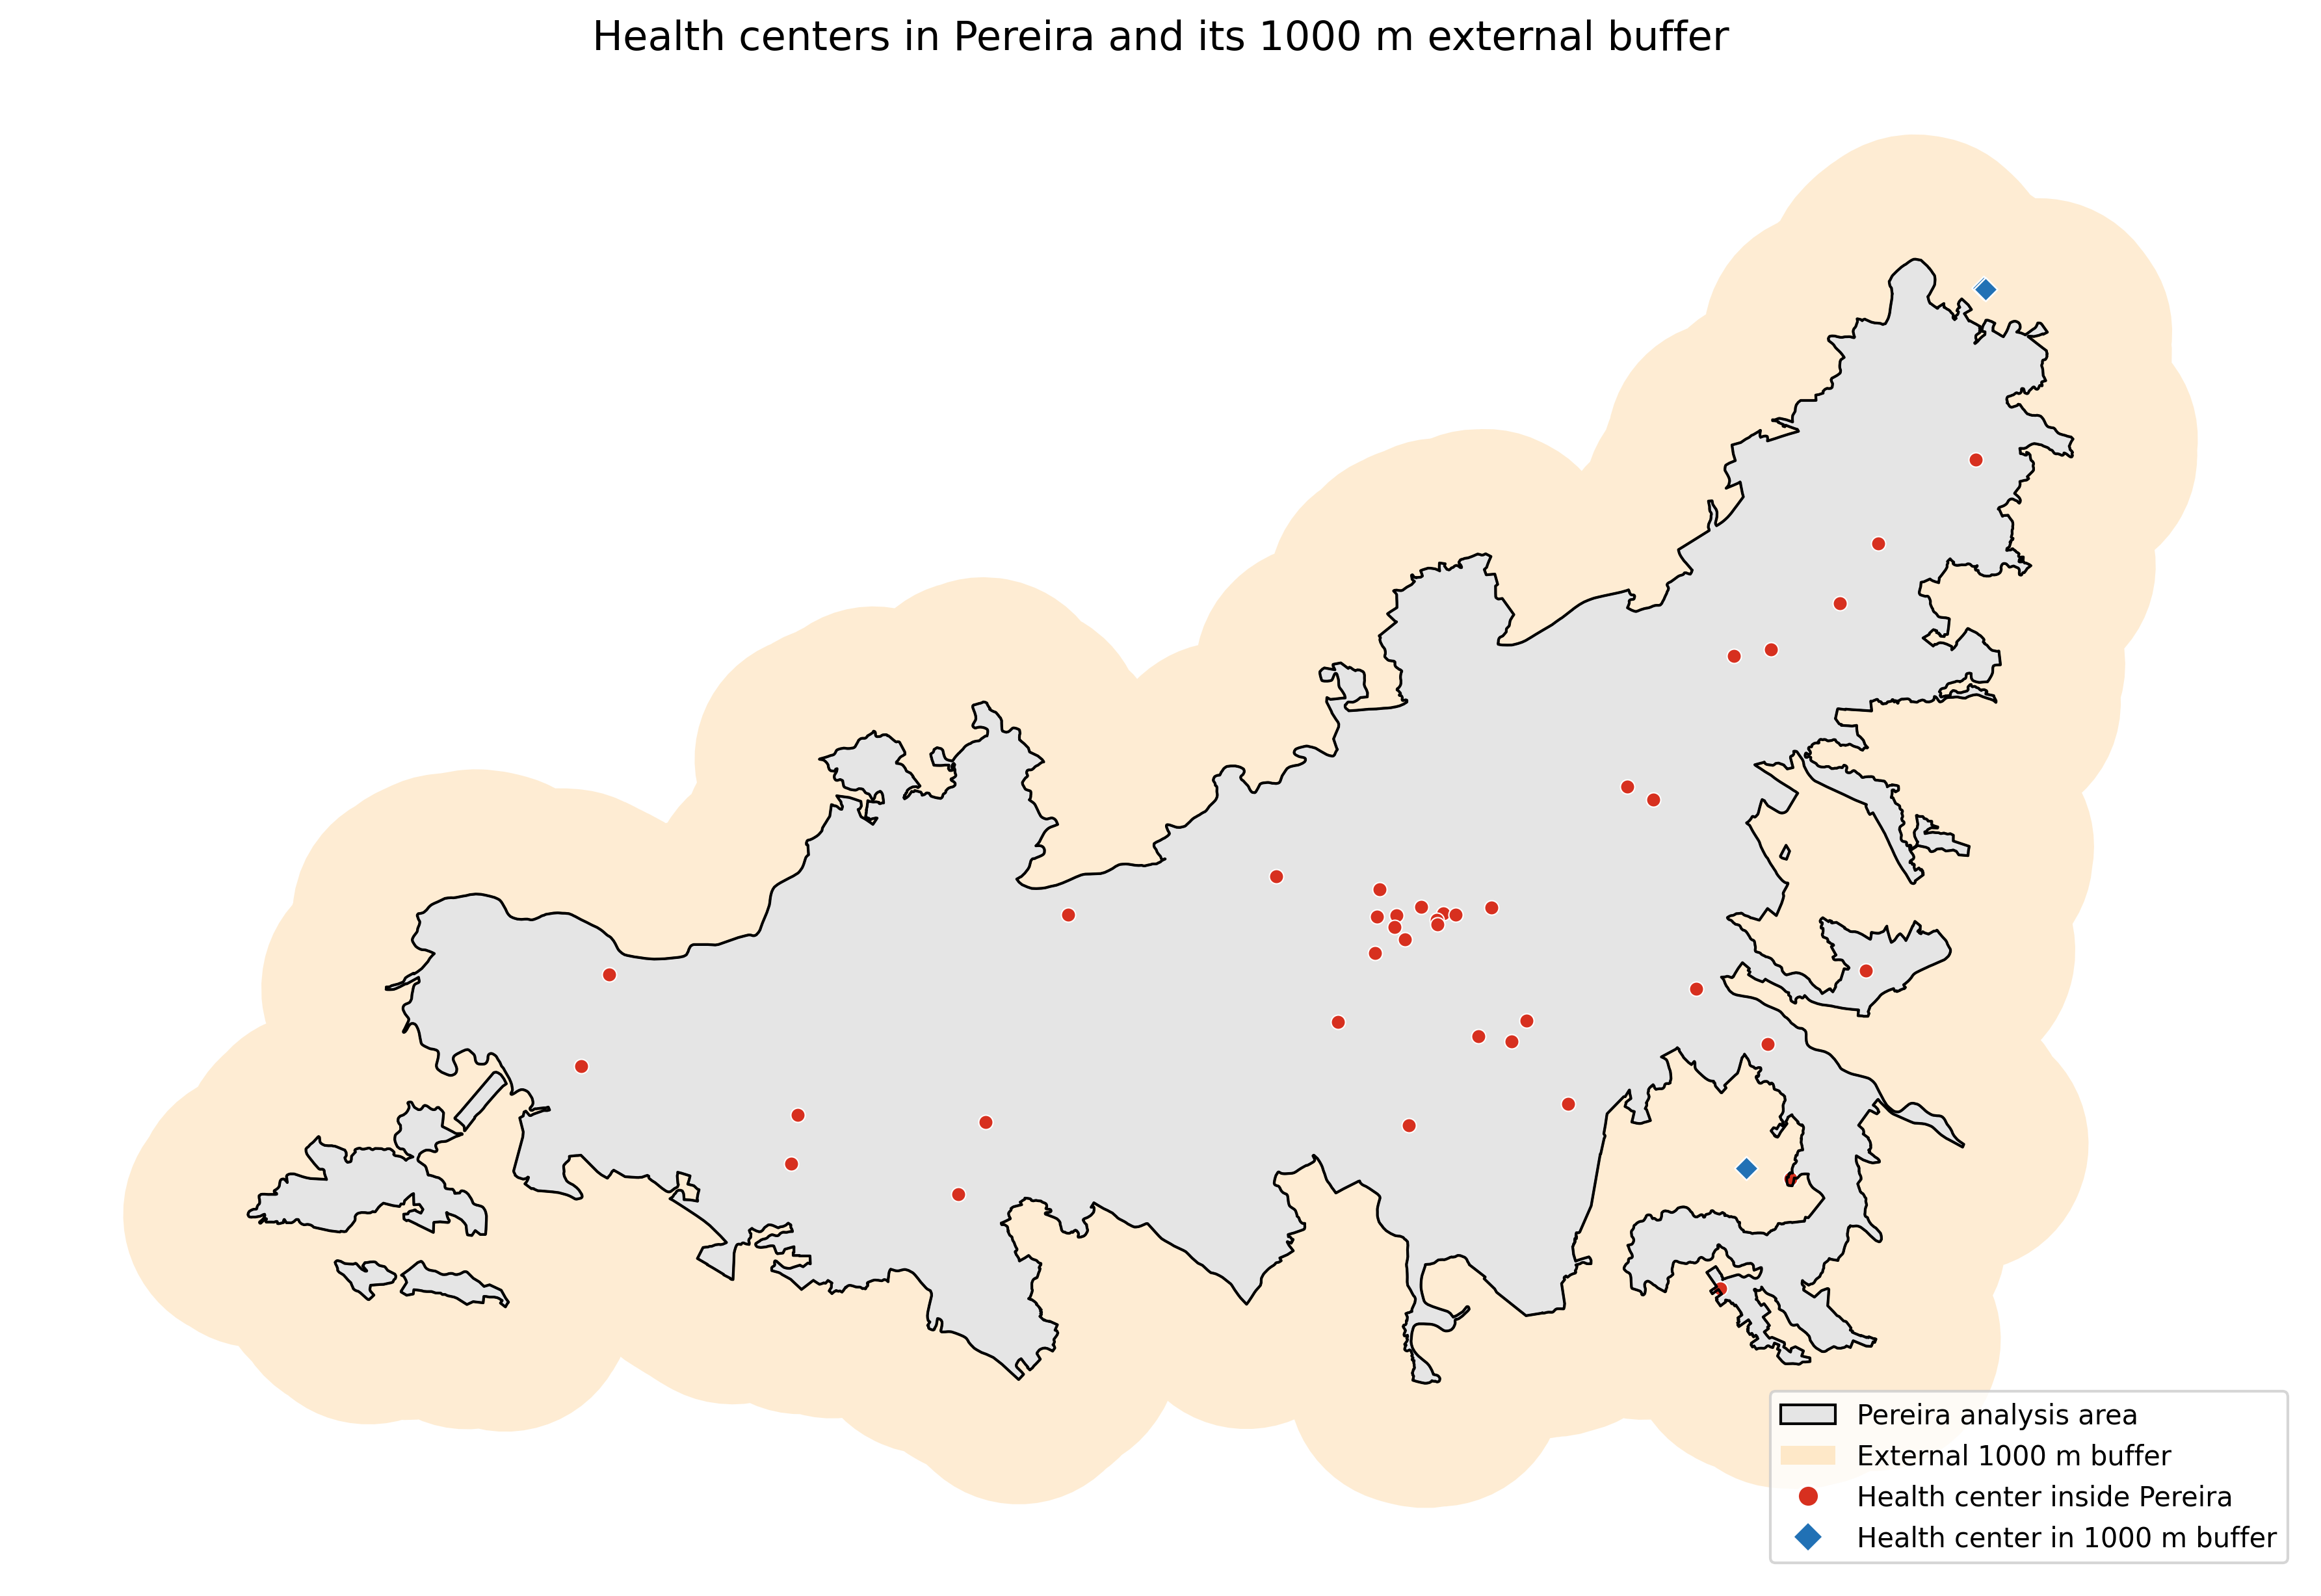 Health centers in Pereira and its 1000 m external buffer
Pereira analysis area
External 1000 m buffer
Health center inside Pereira
Health center in 1000 m buffer